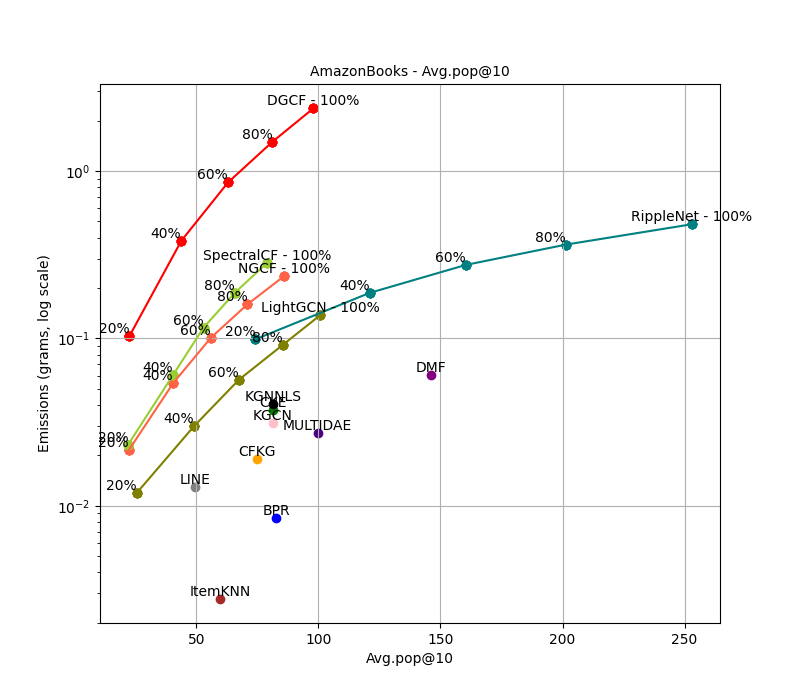 AmazonBooks - Avg.pop@10
DGCF - 100%
80%
60%
40%
20%
RippleNet - 100%
80%
60%
40%
20%
SpectralCF - 100%
80%
60%
40%
20%
NGCF - 100%
80%
60%
40%
20%
LightGCN - 100%
80%
60%
40%
20%
DMF
KGNNLS
KGCN
MULTIDAE
CFKG
LINE
BPR
ItemKNN
10^0
10^-1
10^-2
50
100
150
200
250
Avg.pop@10
Emissions (grams, log scale)